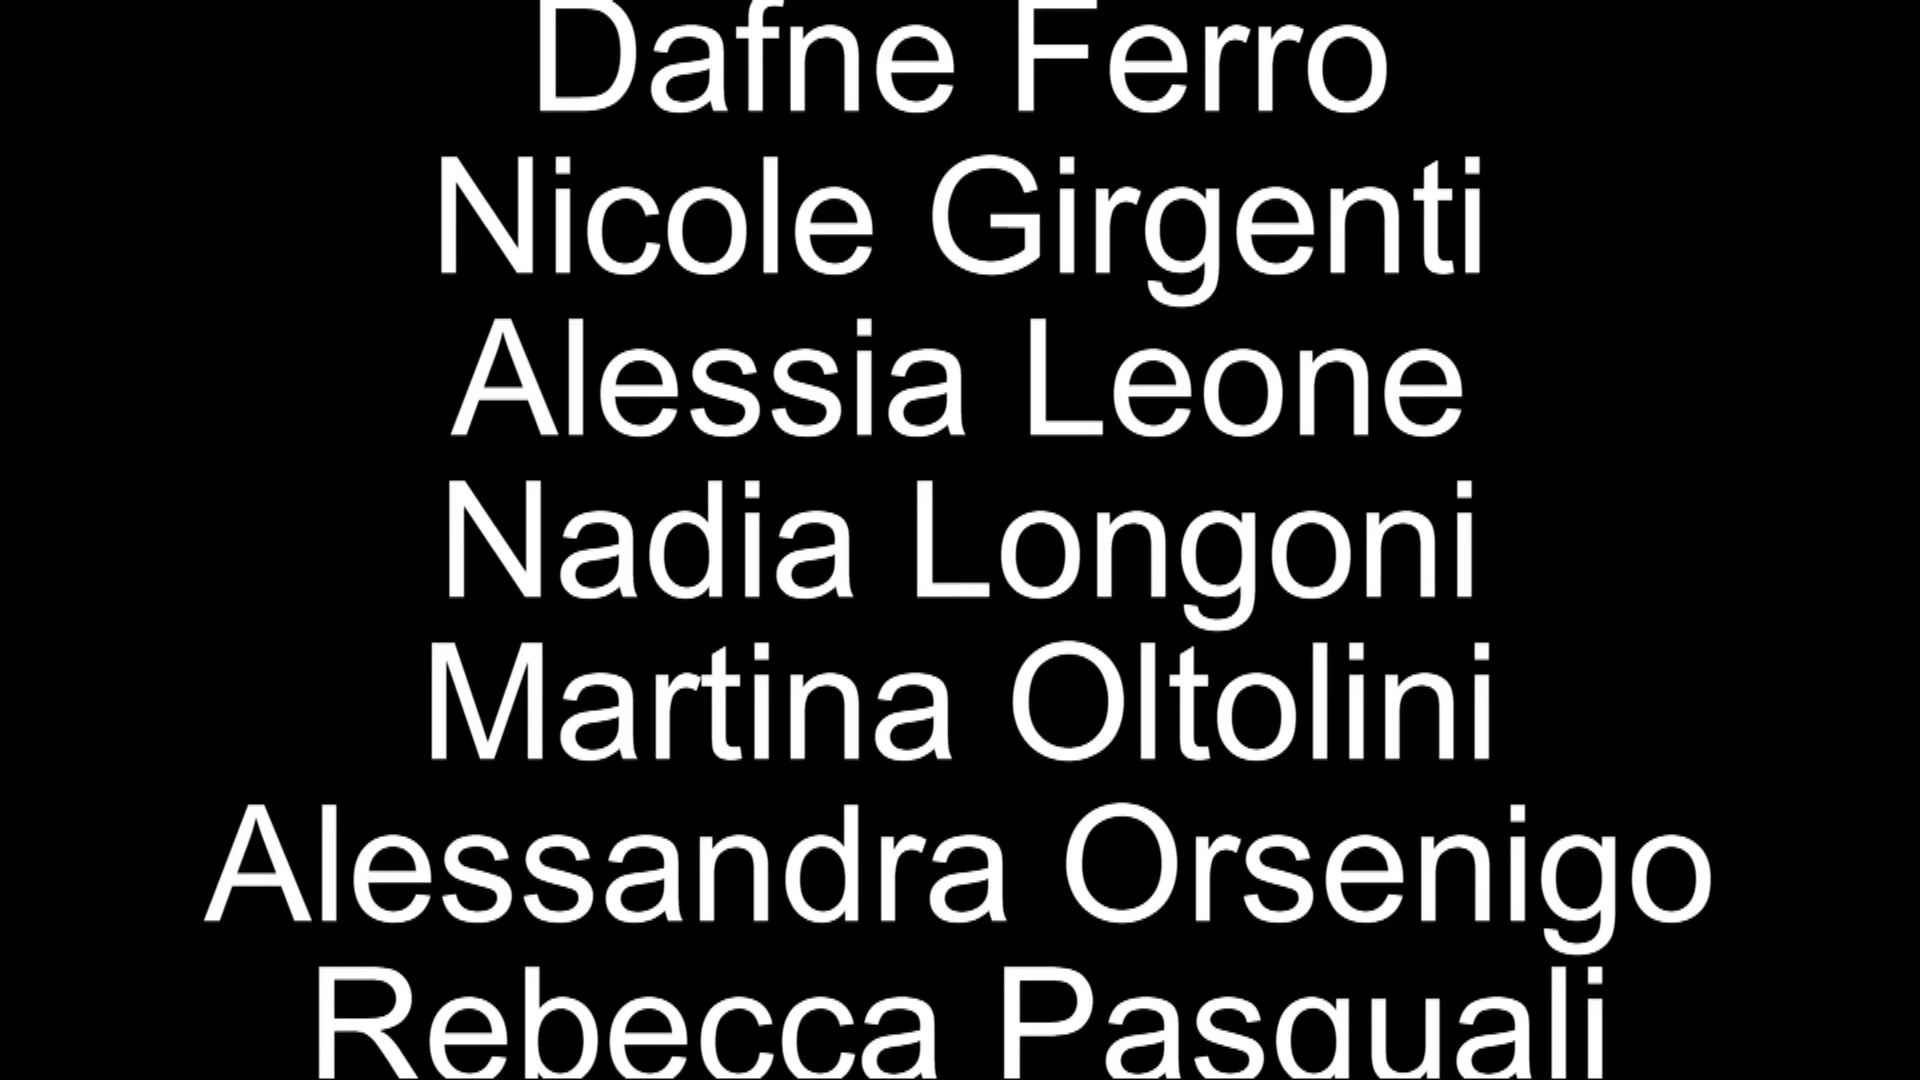 Dafne Ferro
Nicole Girgenti
Alessia Leone
Nadia Longoni
Martina Oltolini
Alessandra Orsenigo
Rebecca Pasquali